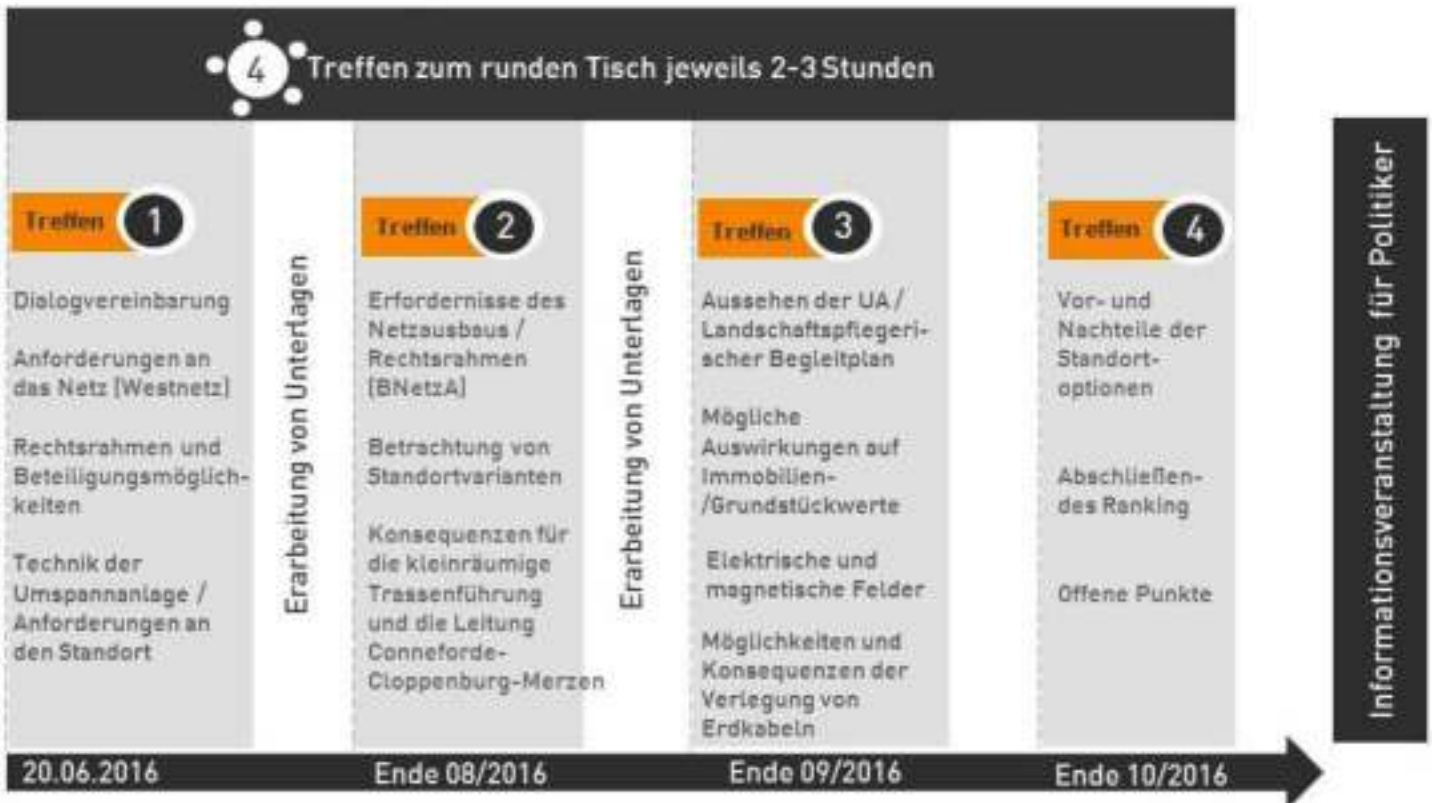 4 Treffen zum runden Tisch jeweils 2-3 Stunden
Treffen 1
Dialogvereinbarung
Anforderungen an
das Netz (Westnetz)
Rechtsrahmen und
Beteiligungsmöglich-
keiten
Technik der
Umspannanlage /
Anforderungen an
den Standort
20.06.2016
Erarbeitung von Unterlagen
Treffen 2
Erfordernisse des
Netzausbaus /
Rechtsrahmen
(BNetzA)
Betrachtung von
Standortvarianten
Konsequenzen für
die kleinräumige
Trassenführung
und die Leitung
Conneforde-
Cloppenburg-Merzen
Ende 08/2016
Erarbeitung von Unterlagen
Treffen 3
Aussehen der UA /
Landschaftspflegeri-
scher Begleitplan
Mögliche
Auswirkungen auf
Immobilien-
/Grundstückwerte
Elektrische und
magnetische Felder
Möglichkeiten und
Konsequenzen der
Verlegung von
Erdkabeln
Ende 09/2016
Treffen 4
Vor- und
Nachteile der
Standort-
optionen
Abschließen-
des Ranking
Offene Punkte
Ende 10/2016
Informationsveranstaltung für Politiker